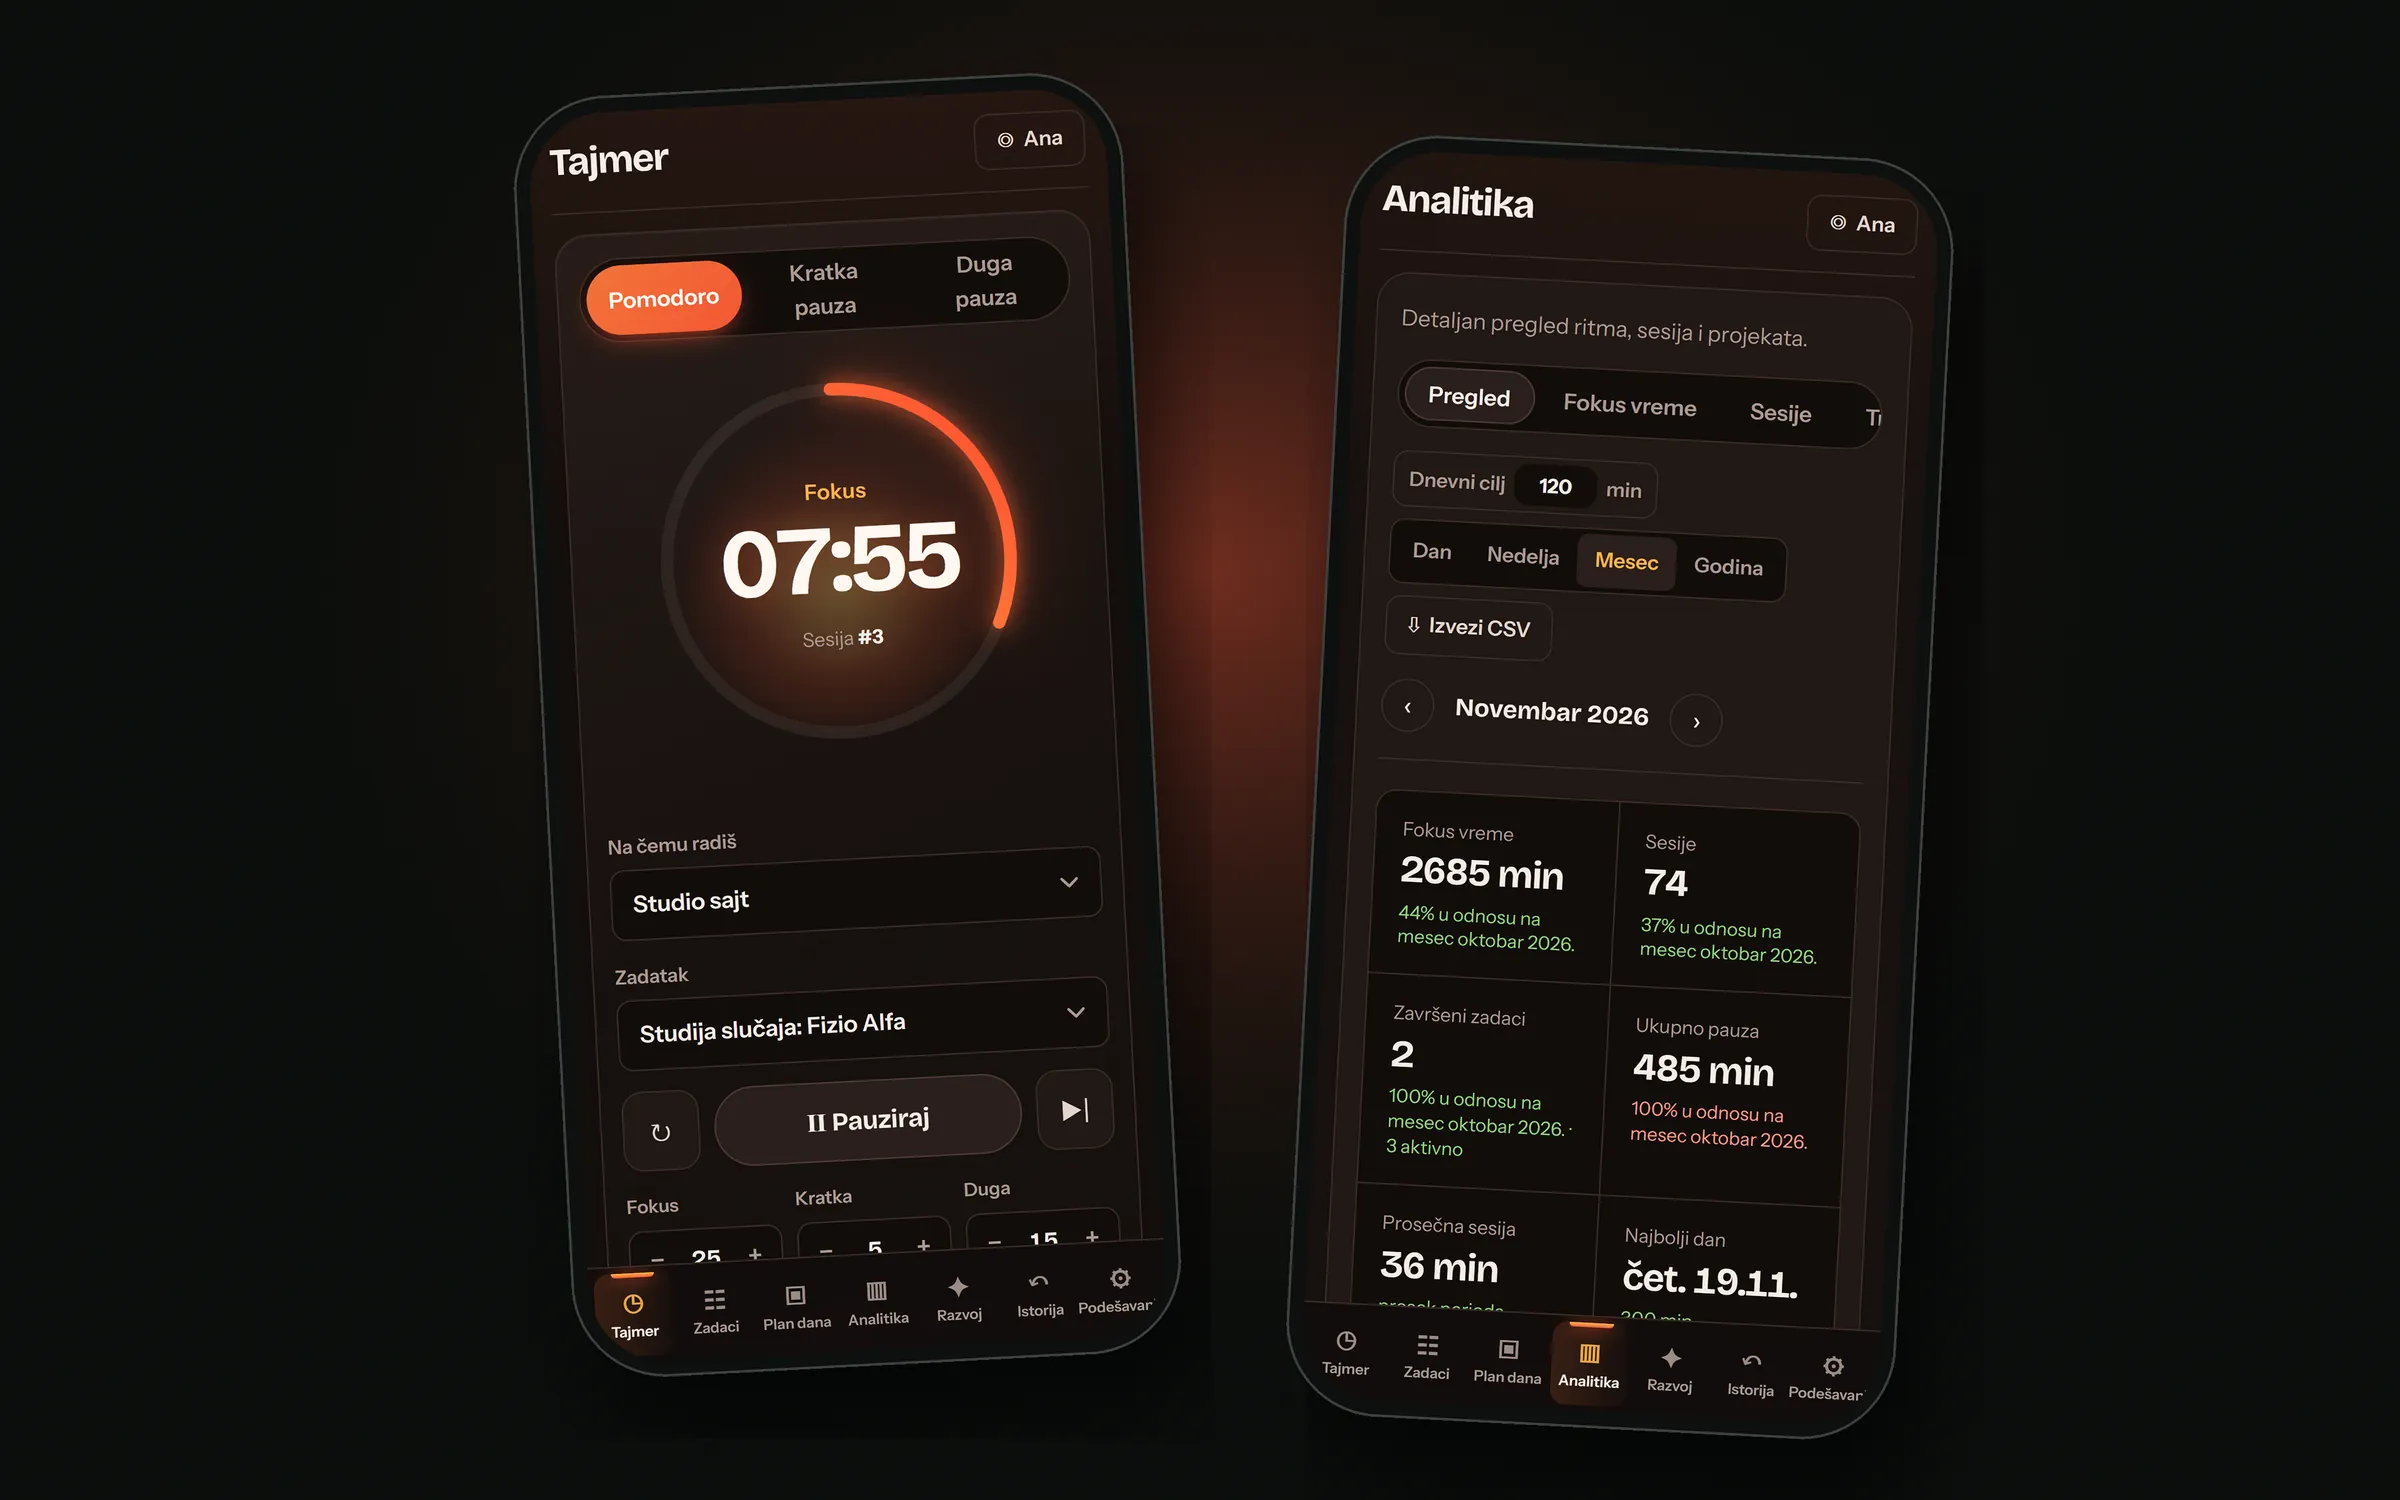 Tajmer
Ana
Pomodoro
Kratka
pauza
Duga
pauza
Fokus
07:55
Sesija #3
Na čemu radiš
Studio sajt
Zadatak
Studija slučaja: Fizio Alfa
Pauziraj
Fokus
Kratka
Duga
− 25 +
− 5 +
− 15 +
Tajmer
Zadaci
Plan dana
Analitika
Razvoj
Istorija
Podešavan
Analitika
Ana
Detaljan pregled ritma, sesija i projekata.
Pregled
Fokus vreme
Sesije
Dnevni cilj 120 min
Dan
Nedelja
Mesec
Godina
Izvezi CSV
‹ Novembar 2026 ›
Fokus vreme
2685 min
44% u odnosu na
mesec oktobar 2026.
Sesije
74
37% u odnosu na
mesec oktobar 2026.
Završeni zadaci
2
100% u odnosu na
mesec oktobar 2026. ·
3 aktivno
Ukupno pauza
485 min
100% u odnosu na
mesec oktobar 2026.
Prosečna sesija
36 min
prosek perioda
Najbolji dan
čet. 19.11.
300 min
Tajmer
Zadaci
Plan dana
Analitika
Razvoj
Istorija
Podešavan